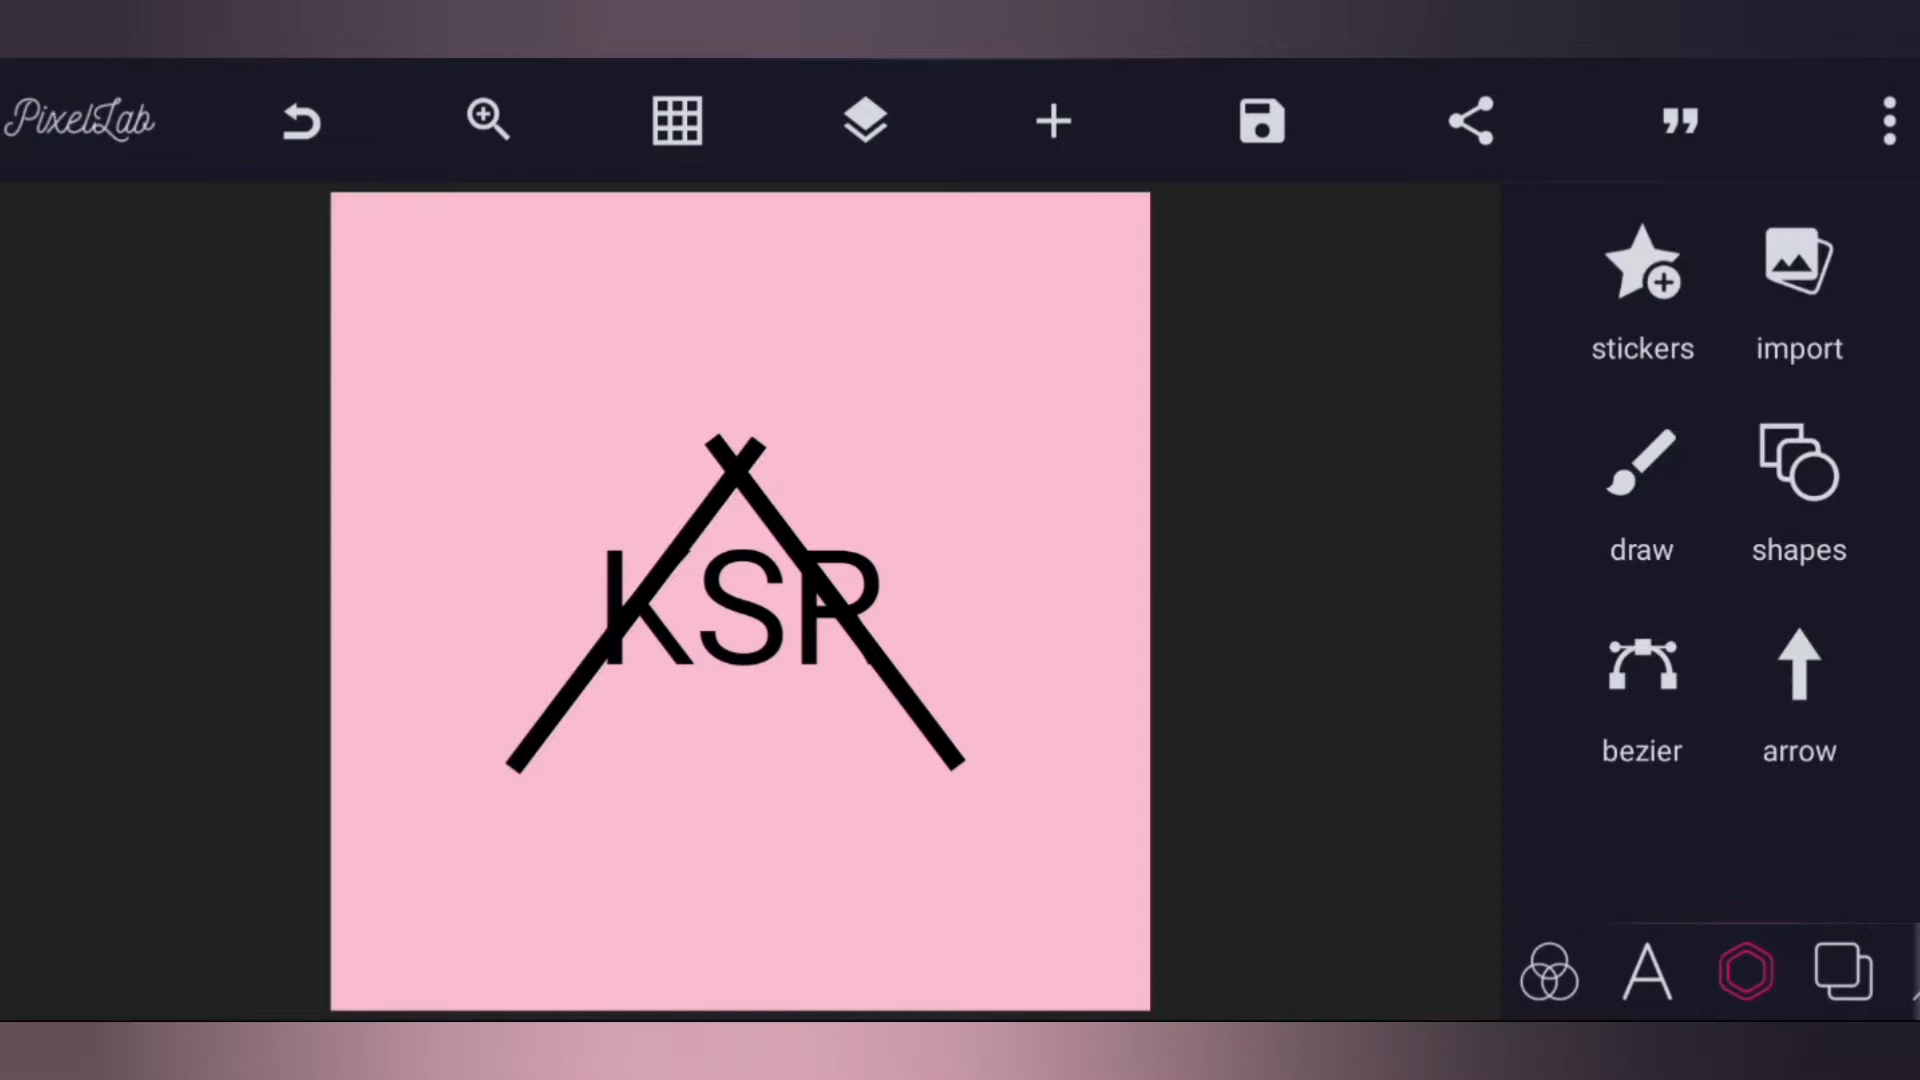 PixelLab
KSR
stickers
import
draw
shapes
bezier
arrow